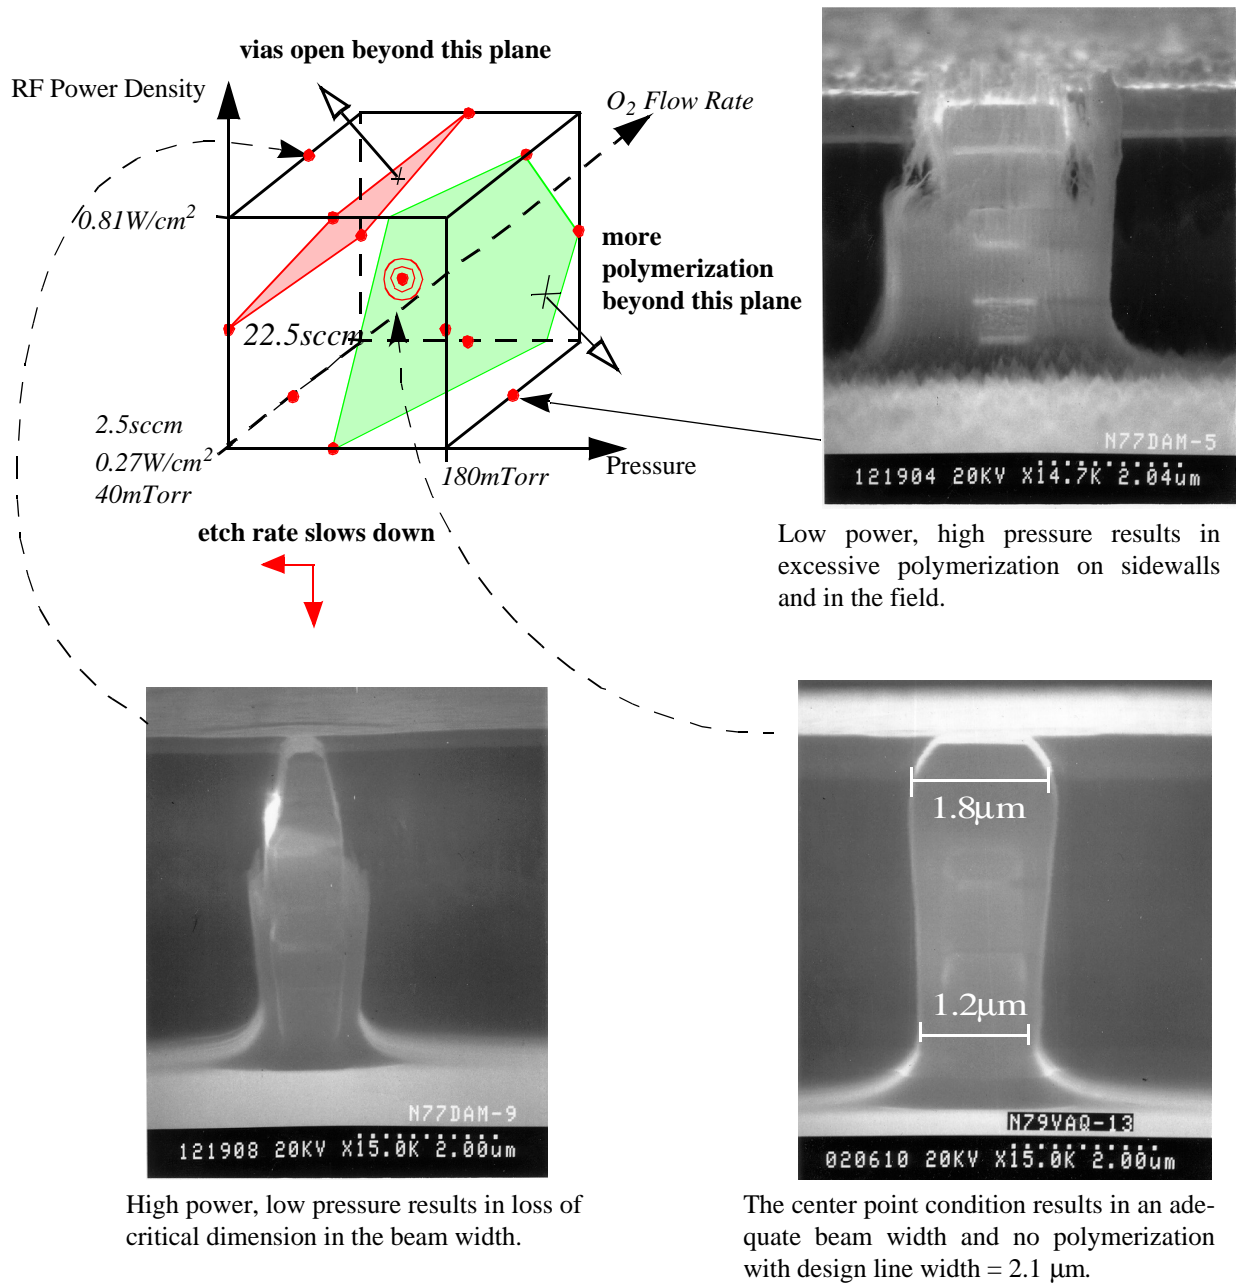 vias open beyond this plane
RF Power Density
O2 Flow Rate
0.81W/cm2
more
polymerization
beyond this plane
22.5sccm
2.5sccm
0.27W/cm2
40mTorr
180mTorr
Pressure
etch rate slows down
N77DAM-5
121904 20KV X14.7K 2.04um
Low power, high pressure results in
excessive polymerization on sidewalls
and in the field.
N77DAM-9
121908 20KV X15.0K 2.00um
High power, low pressure results in loss of
critical dimension in the beam width.
1.8μm
1.2μm
N79VAQ-13
020610 20KV X15.0K 2.00um
The center point condition results in an ade-
quate beam width and no polymerization
with design line width = 2.1 μm.